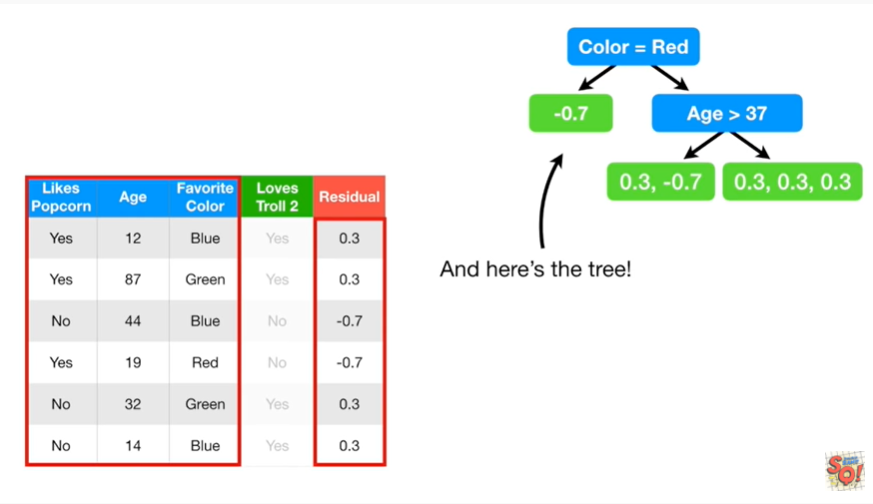 Color = Red
-0.7
Age > 37
0.3, -0.7
0.3, 0.3, 0.3
And here's the tree!
Likes Popcorn Age Favorite Color Loves Troll 2 Residual
Yes 12 Blue Yes 0.3
Yes 87 Green Yes 0.3
No 44 Blue No -0.7
Yes 19 Red No -0.7
No 32 Green Yes 0.3
No 14 Blue Yes 0.3
SQ!